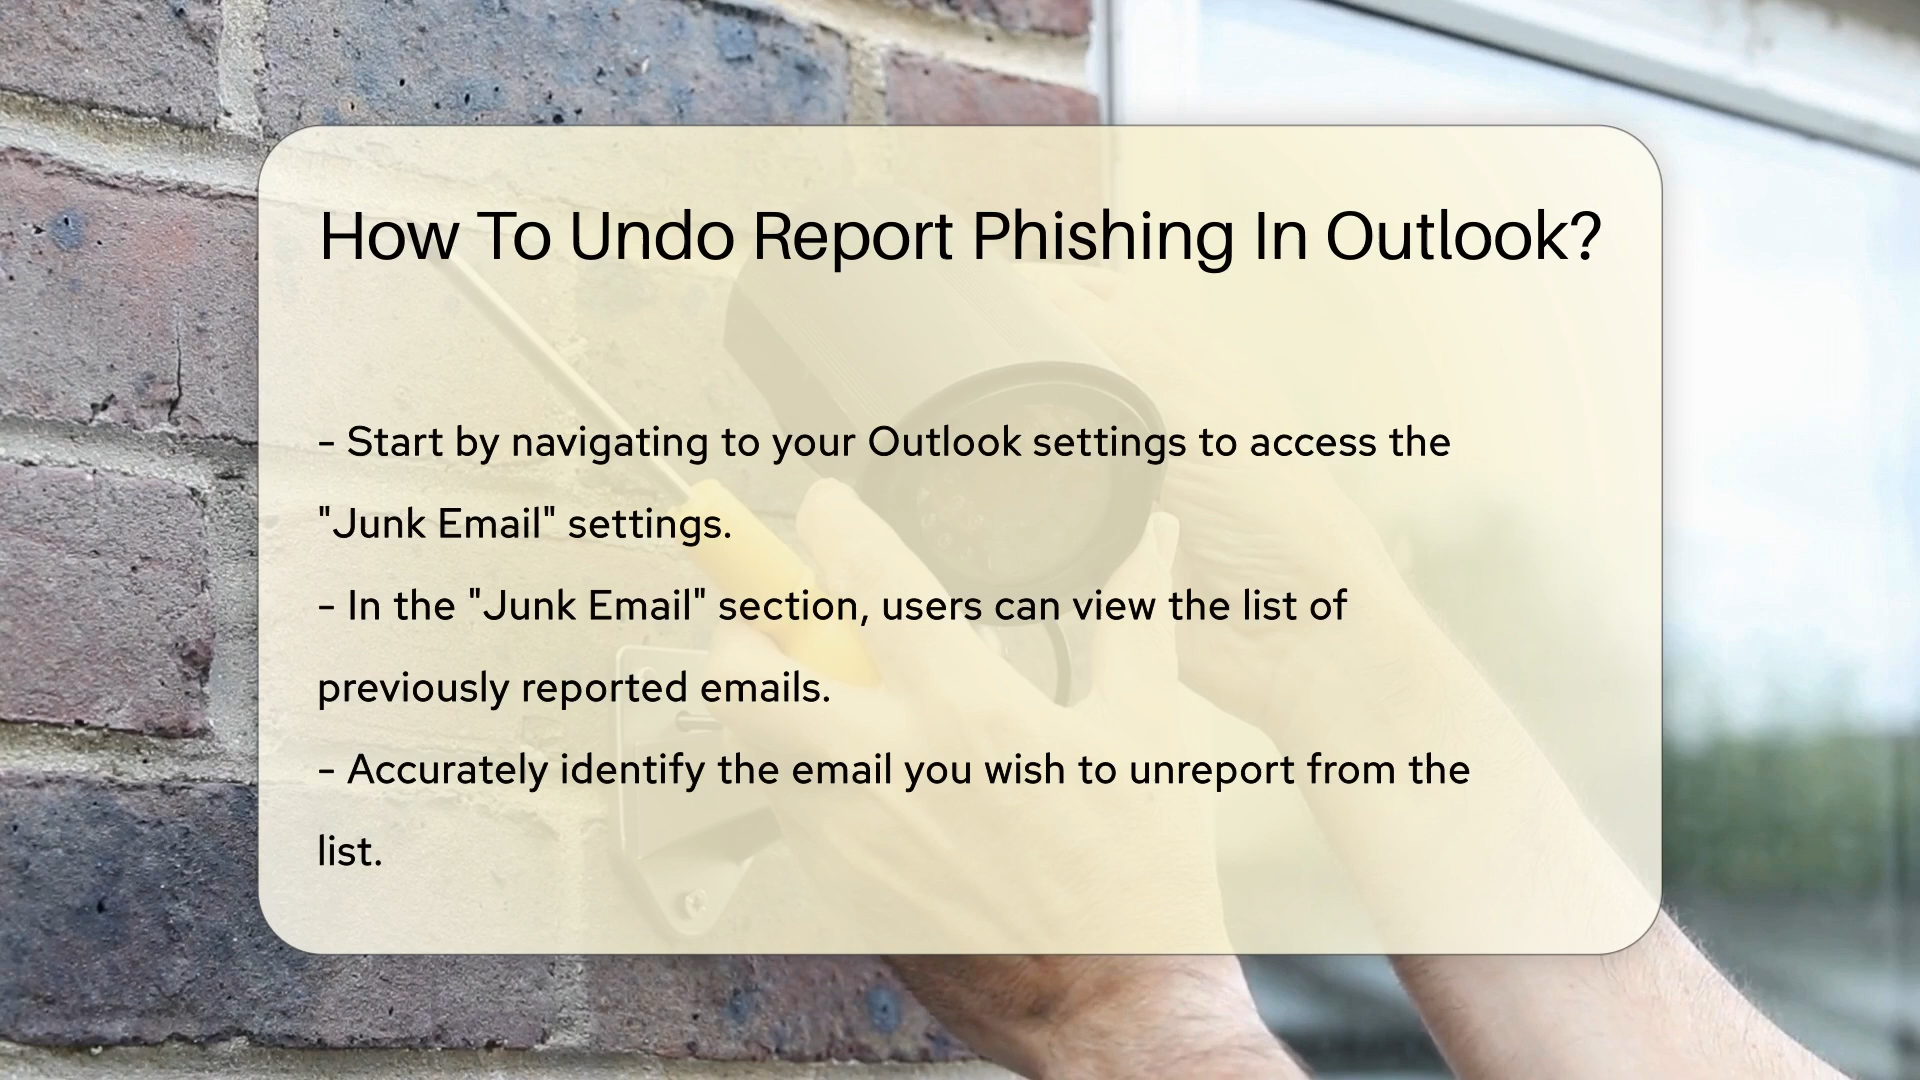 How To Undo Report Phishing In Outlook?
- Start by navigating to your Outlook settings to access the
"Junk Email" settings.
- In the "Junk Email" section, users can view the list of
previously reported emails.
- Accurately identify the email you wish to unreport from the
list.